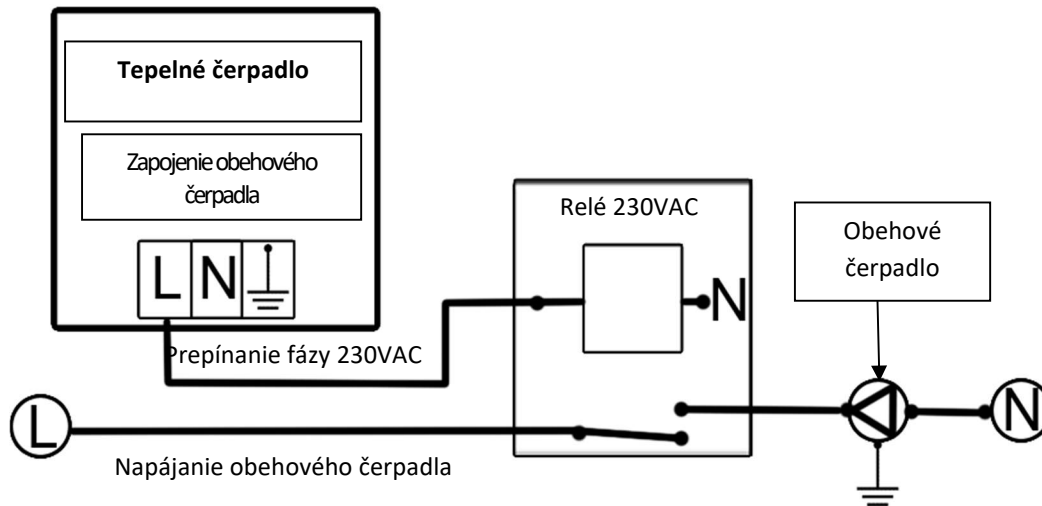 Tepelné čerpadlo
Zapojenie obehového
čerpadla
L N
Relé 230VAC
N
Obehové
čerpadlo
Prepínanie fázy 230VAC
L
N
Napájanie obehového čerpadla